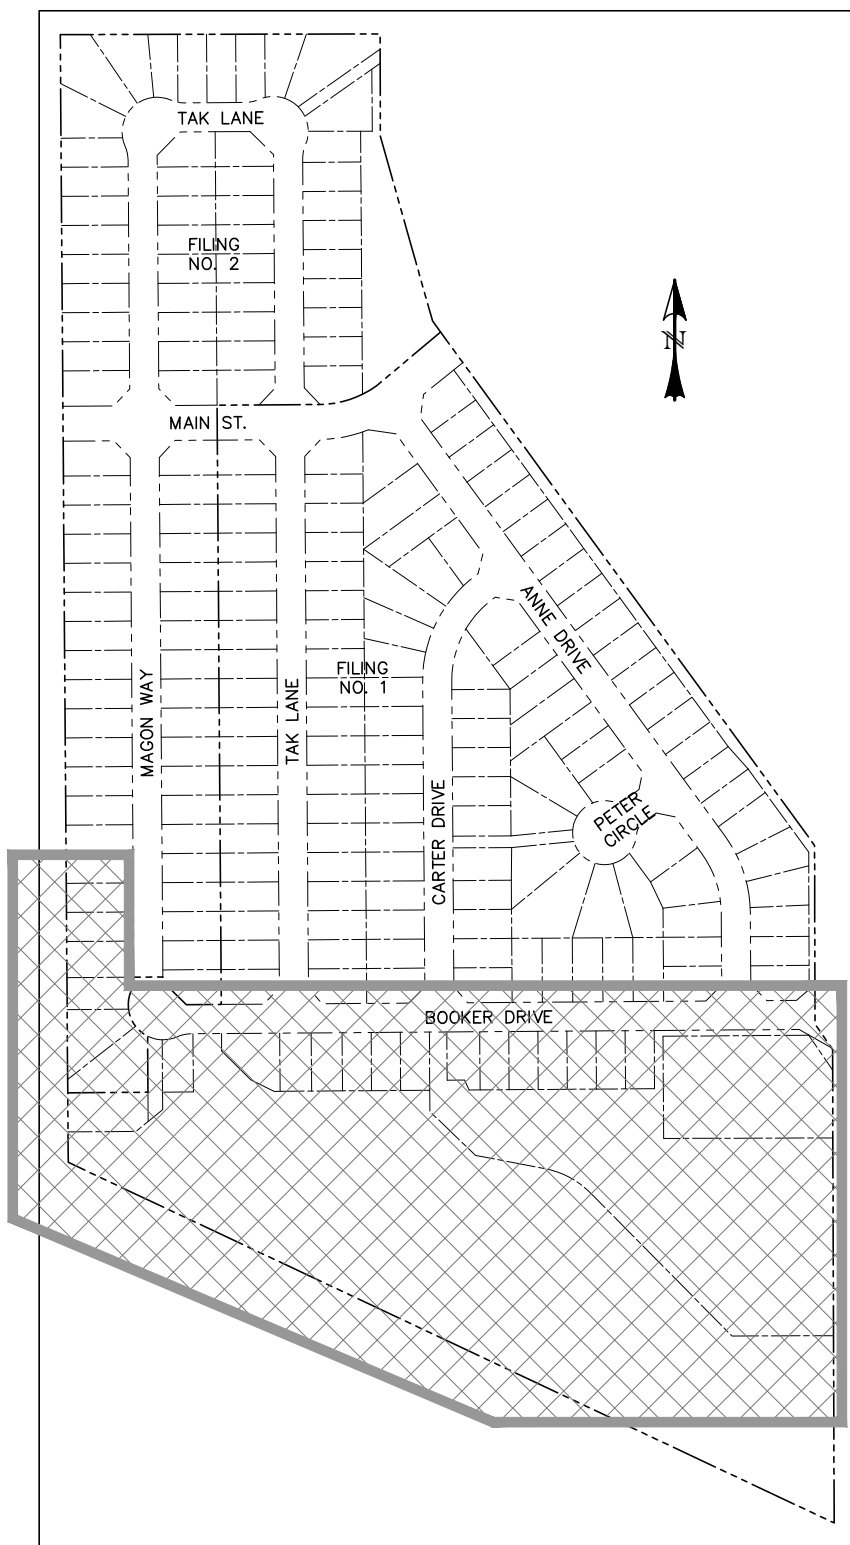 TAK LANE
FILING
NO. 2
N
MAIN ST.
ANNE DRIVE
FILING
NO. 1
MAGON WAY
TAK LANE
CARTER DRIVE
PETER
CIRCLE
BOOKER DRIVE